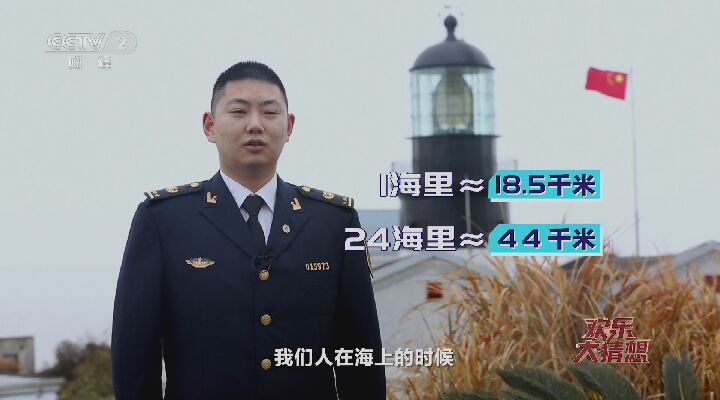 CCTV 2
财经
1海里≈18.5千米
24海里≈44千米
015973
我们人在海上的时候
欢乐
大猜想